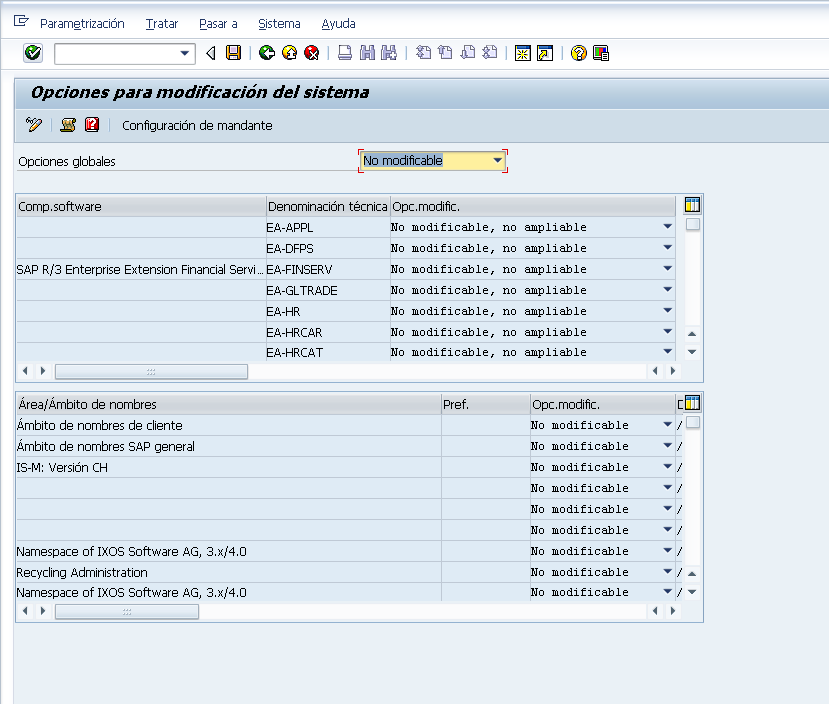 Parametrización Tratar Pasar a Sistema Ayuda
Opciones para modificación del sistema
Configuración de mandante
Opciones globales No modificable
Comp.software Denominación técnica Opc.modific.
EA-APPL No modificable, no ampliable
EA-DFPS No modificable, no ampliable
SAP R/3 Enterprise Extension Financial Servi... EA-FINSERV No modificable, no ampliable
EA-GLTRADE No modificable, no ampliable
EA-HR No modificable, no ampliable
EA-HRCAR No modificable, no ampliable
EA-HRCAT No modificable, no ampliable
Área/Ámbito de nombres Pref. Opc.modific.
Ámbito de nombres de cliente No modificable /
Ámbito de nombres SAP general No modificable /
IS-M: Versión CH No modificable /
No modificable /
No modificable /
No modificable /
Namespace of IXOS Software AG, 3.x/4.0 No modificable /
Recycling Administration No modificable /
Namespace of IXOS Software AG, 3.x/4.0 No modificable /